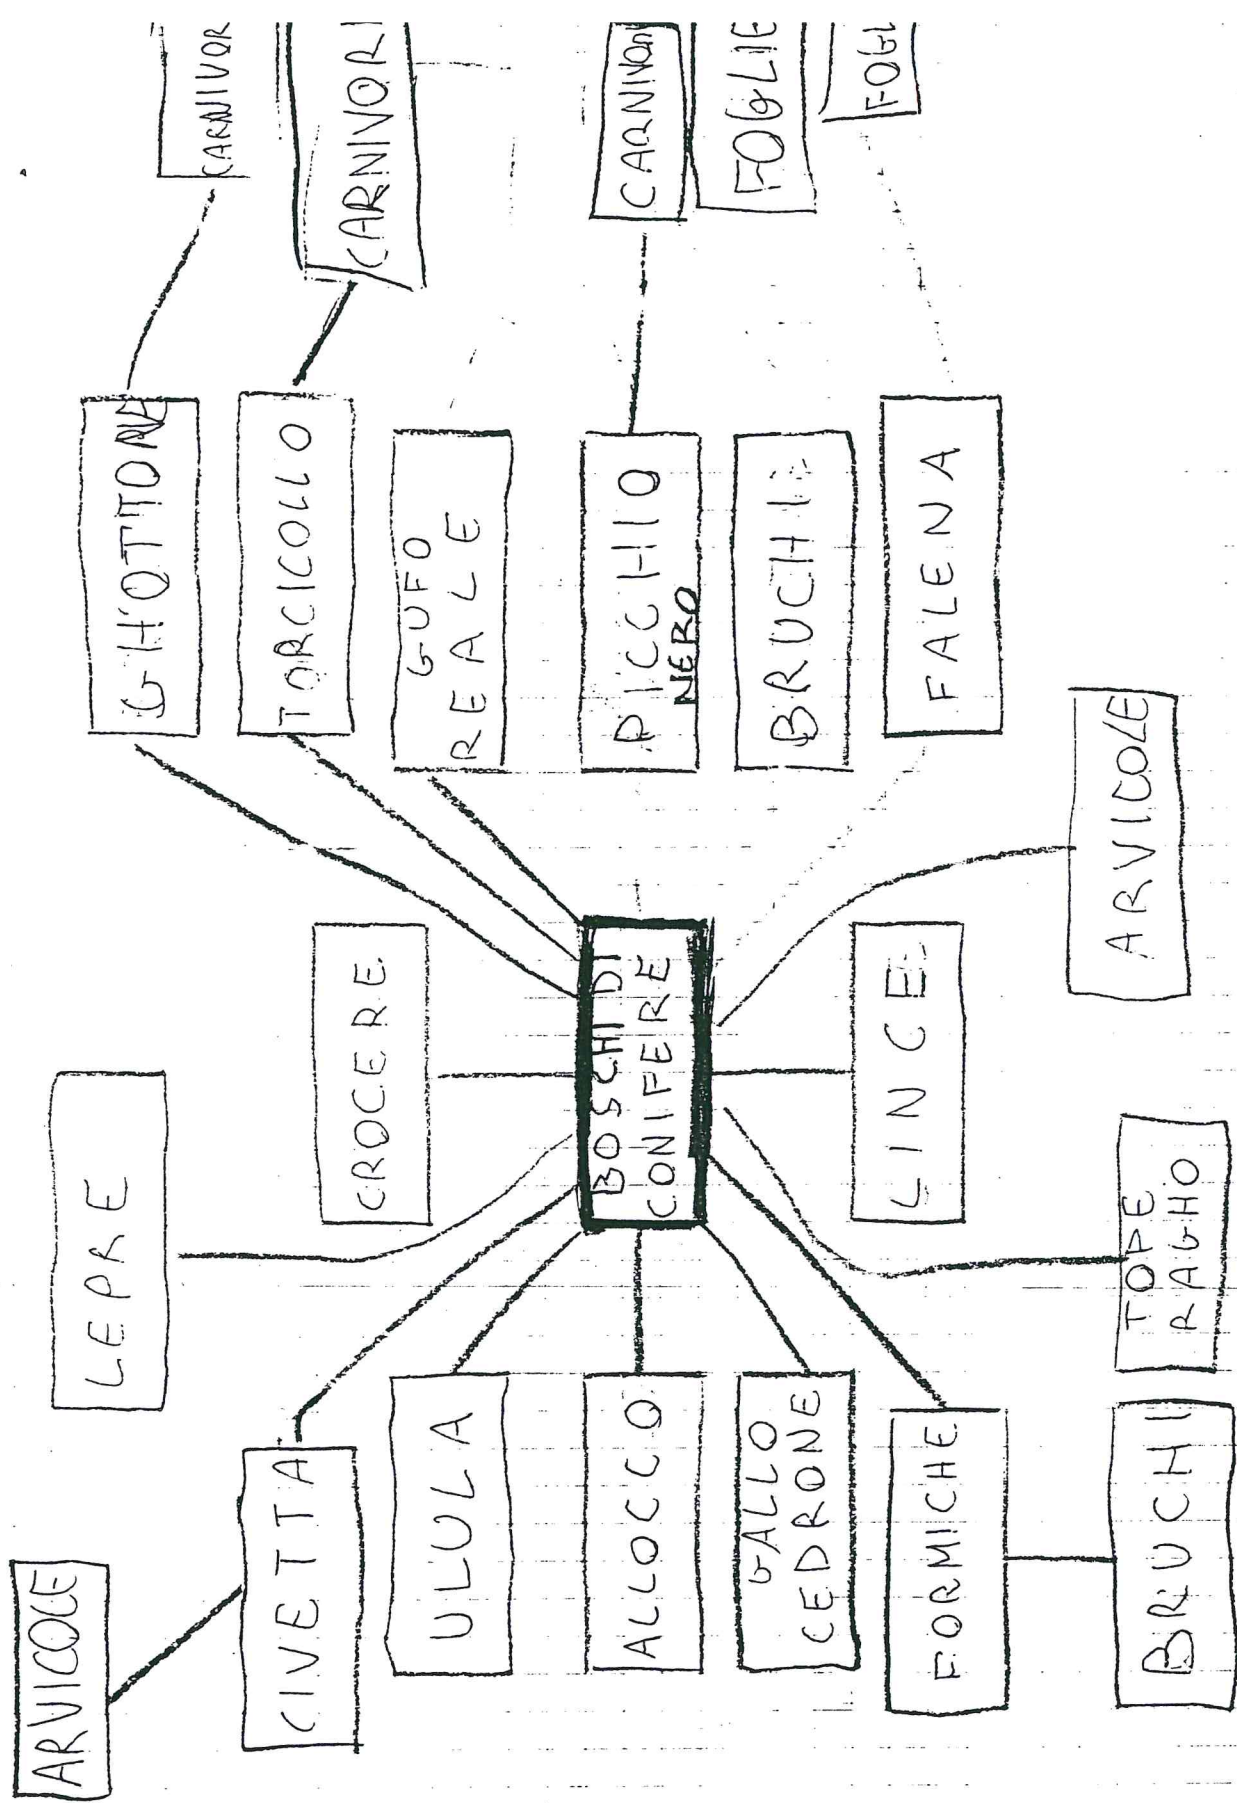 ARVICOLE
LEPRE
GHIOTTONE
CARNIVOR
CIVETTA
TORCICOLLO
CARNIVORI
CROCERE
ULULA
GUFO
REALE
ALLOCCO
BOSCHI DI
CONIFERE
PICCHIO
NERO
CARNIVORI
GALLO
CEDRONE
BRUCHI
FOGLIE
FORMICHE
LINCE
FALENA
FOGL
BRUCHI
TOPE
RAGHO
ARVICOLE